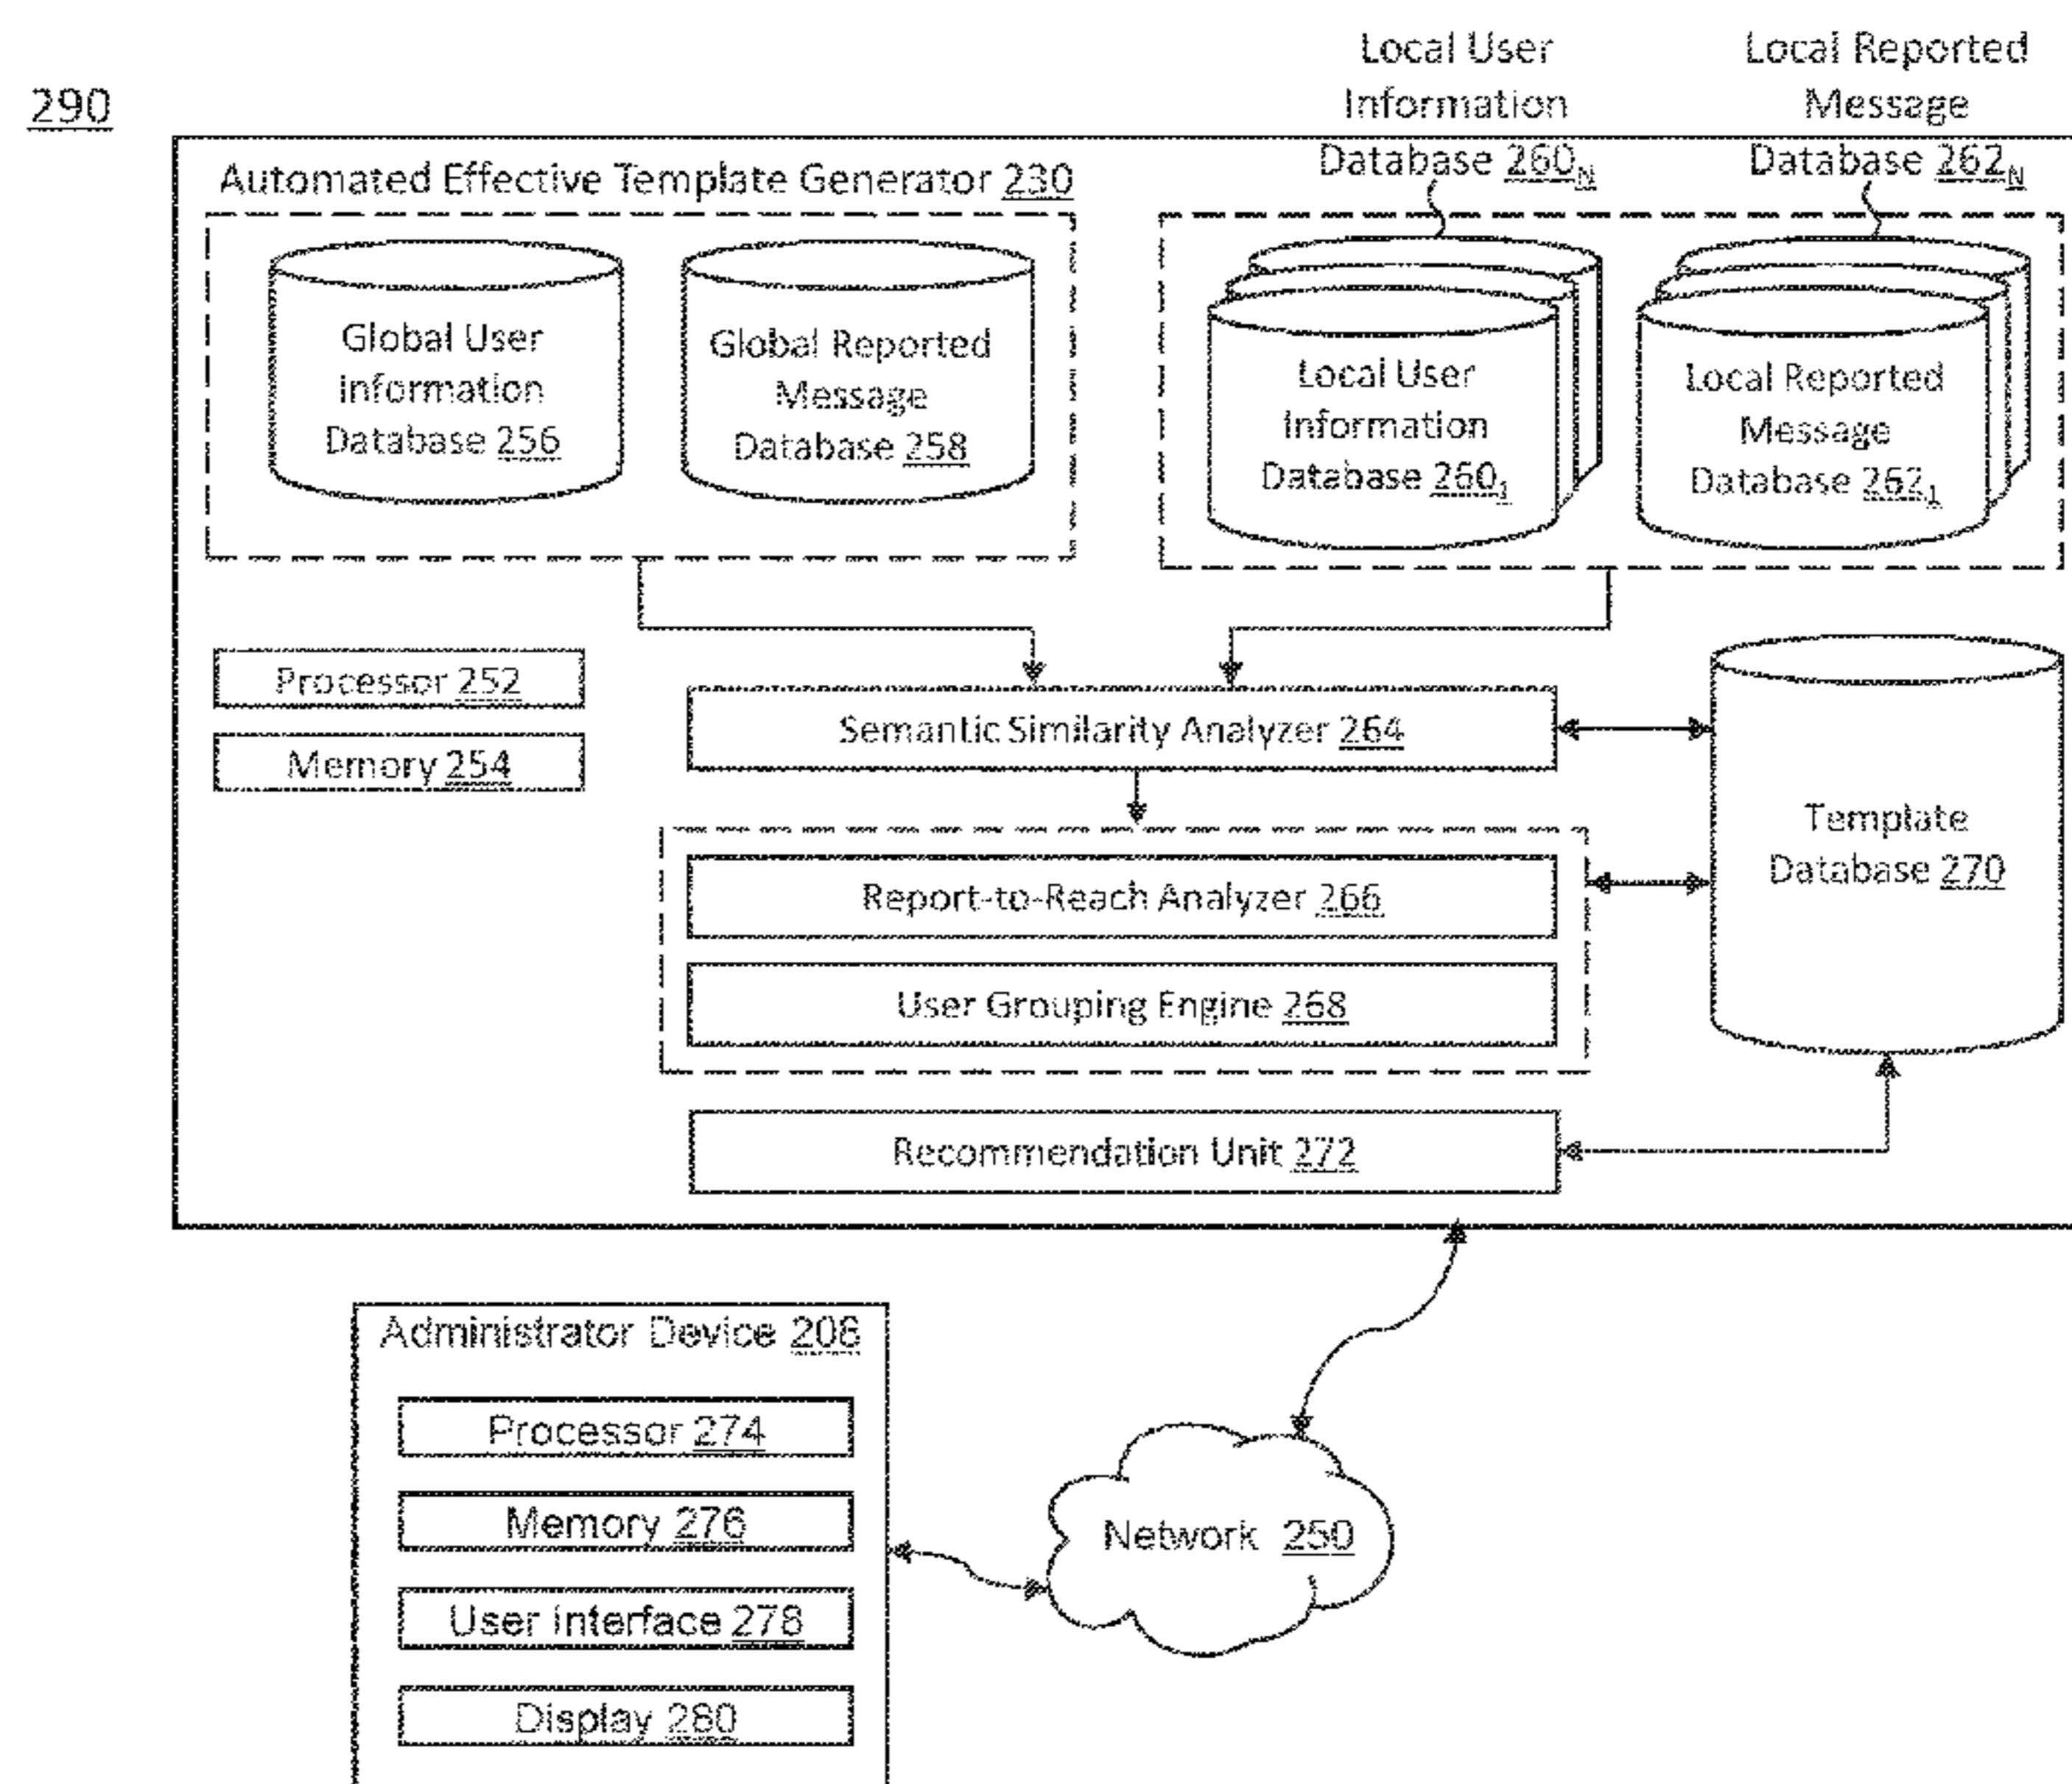 290
Local User
Information
Database 260N
Local Reported
Message
Database 262N
Automated Effective Template Generator 230
Global User
Information
Database 256
Global Reported
Message
Database 258
Local User
Information
Database 2601
Local Reported
Message
Database 2621
Processor 252
Memory 254
Semantic Similarity Analyzer 264
Report-to-Reach Analyzer 266
User Grouping Engine 268
Template
Database 270
Recommendation Unit 272
Administrator Device 208
Processor 274
Memory 276
User Interface 278
Display 280
Network 250